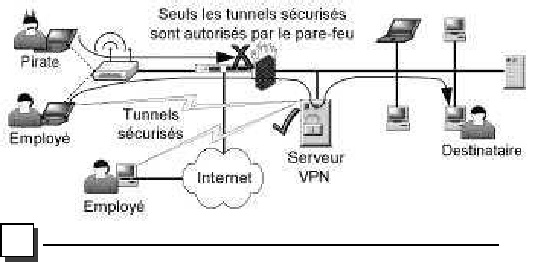 Seuls les tunnels sécurisés
sont autorisés par le pare-feu
Pirate
Employé
Tunnels
sécurisés
Employé
Internet
Serveur
VPN
Destinataire